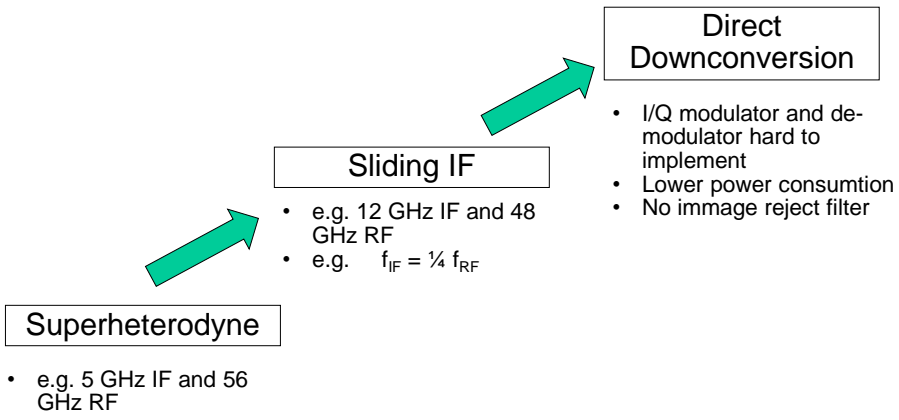 Direct
Downconversion
• I/Q modulator and de-
modulator hard to
implement
• Lower power consumtion
• No immage reject filter
Sliding IF
• e.g. 12 GHz IF and 48
GHz RF
• e.g. f_IF = ¼ f_RF
Superheterodyne
• e.g. 5 GHz IF and 56
GHz RF